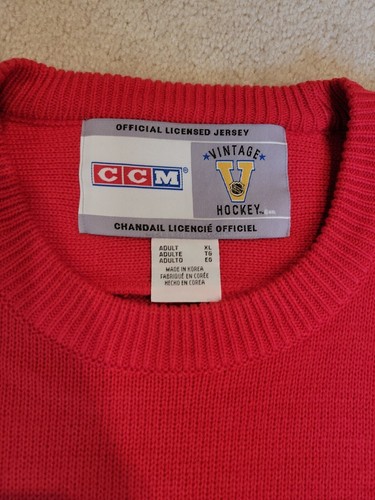 OFFICIAL LICENSED JERSEY
CCM®
VINTAGE
V
HOCKEY
CHANDAIL LICENCIÉ OFFICIEL
ADULT XL
ADULTE TG
ADULTO EG
MADE IN KOREA
FABRIQUÉ EN CORÉE
HECHO EN COREA